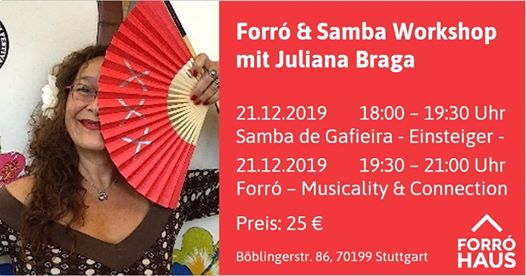 Forró & Samba Workshop
mit Juliana Braga
21.12.2019 18:00 – 19:30 Uhr
Samba de Gafieira - Einsteiger -
21.12.2019 19:30 – 21:00 Uhr
Forró – Musicality & Connection
Preis: 25 €
Böblingerstr. 86, 70199 Stuttgart
FORRÓ
HAUS